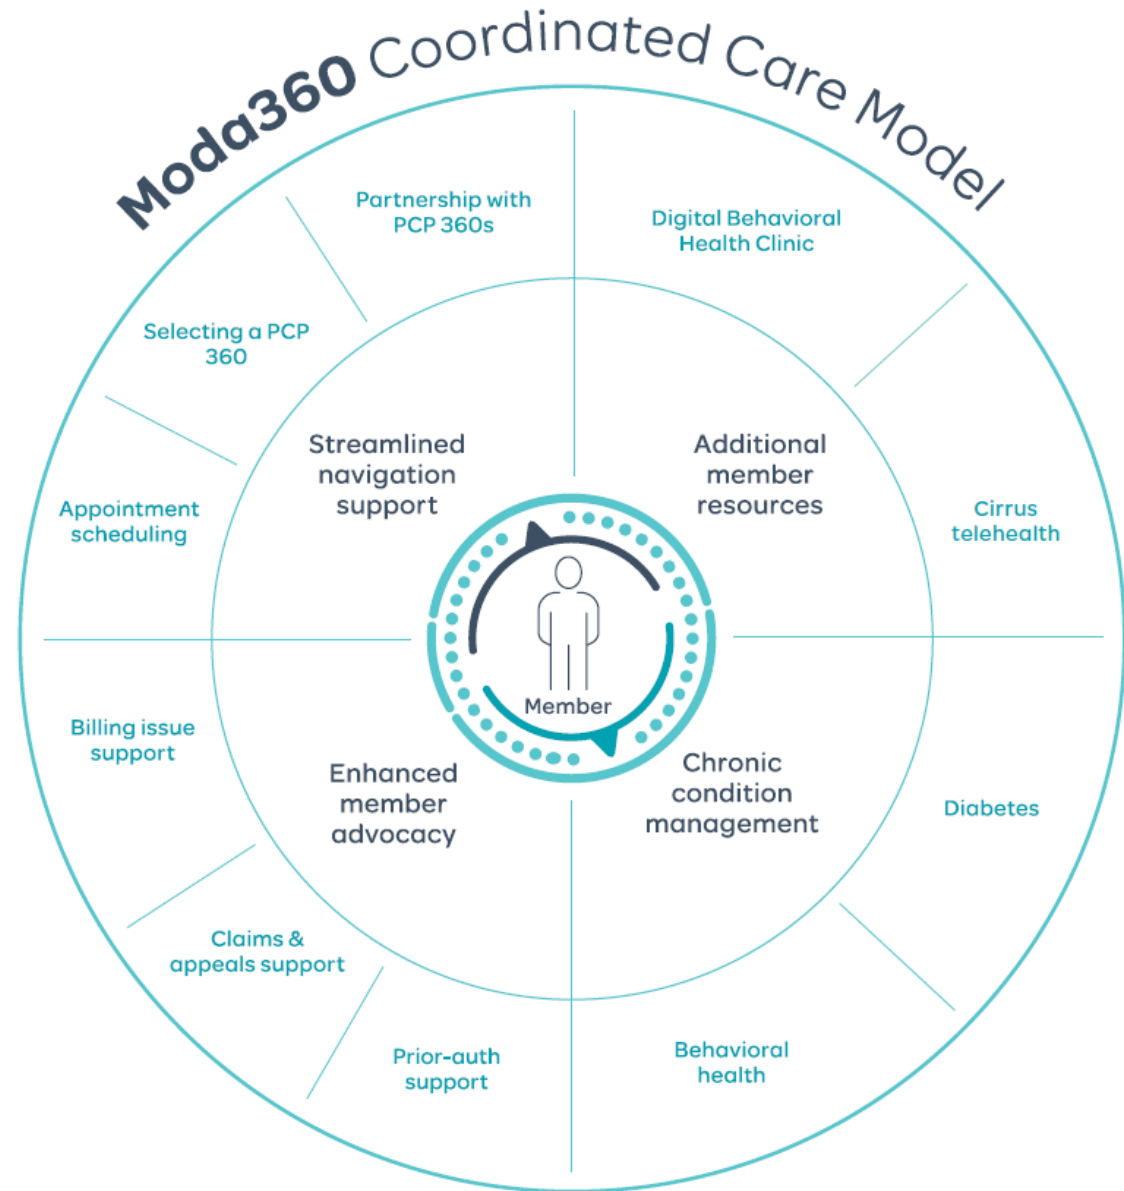 Moda360 Coordinated Care Model
Partnership with
PCP 360s
Digital Behavioral
Health Clinic
Selecting a PCP
360
Streamlined
navigation
support
Additional
member
resources
Appointment
scheduling
Cirrus
telehealth
Member
Billing issue
support
Enhanced
member
advocacy
Chronic
condition
management
Diabetes
Claims &
appeals support
Prior-auth
support
Behavioral
health